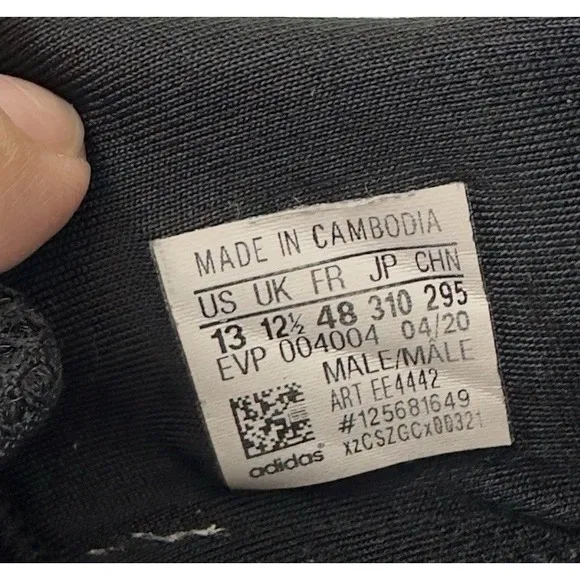 MADE IN CAMBODIA
US UK FR JP CHN
13 12½ 48 310 295
EVP 004004 04/20
MALE/MÂLE
ART EE4442
#125681649
xzCSZGCx00321
adidas